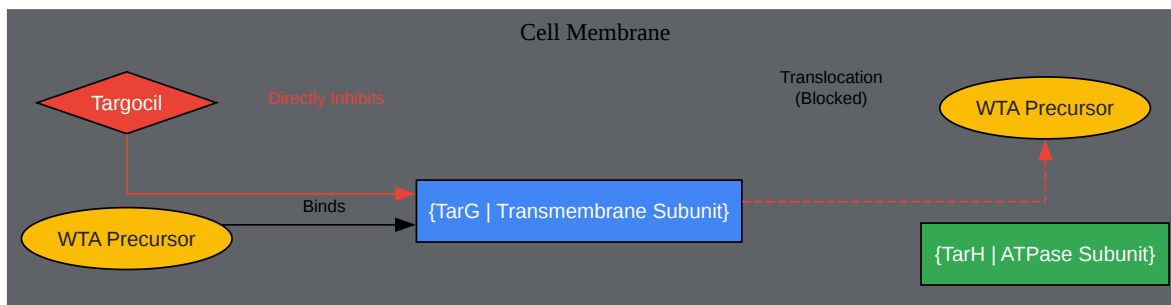 Cell Membrane
Targocil
Directly Inhibits
Translocation
(Blocked)
WTA Precursor
Binds
{TarG | Transmembrane Subunit}
WTA Precursor
{TarH | ATPase Subunit}